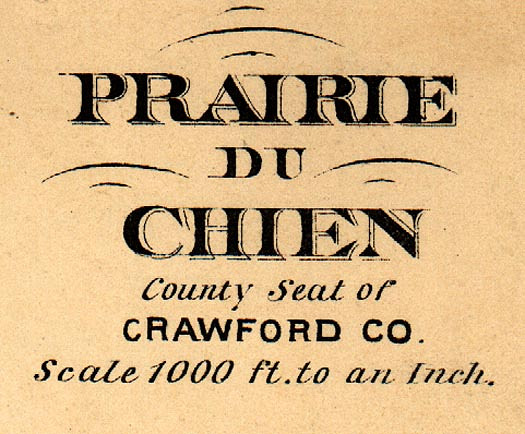 PRAIRIE
DU
CHIEN
County Seat of
CRAWFORD CO.
Scale 1000 ft. to an Inch.